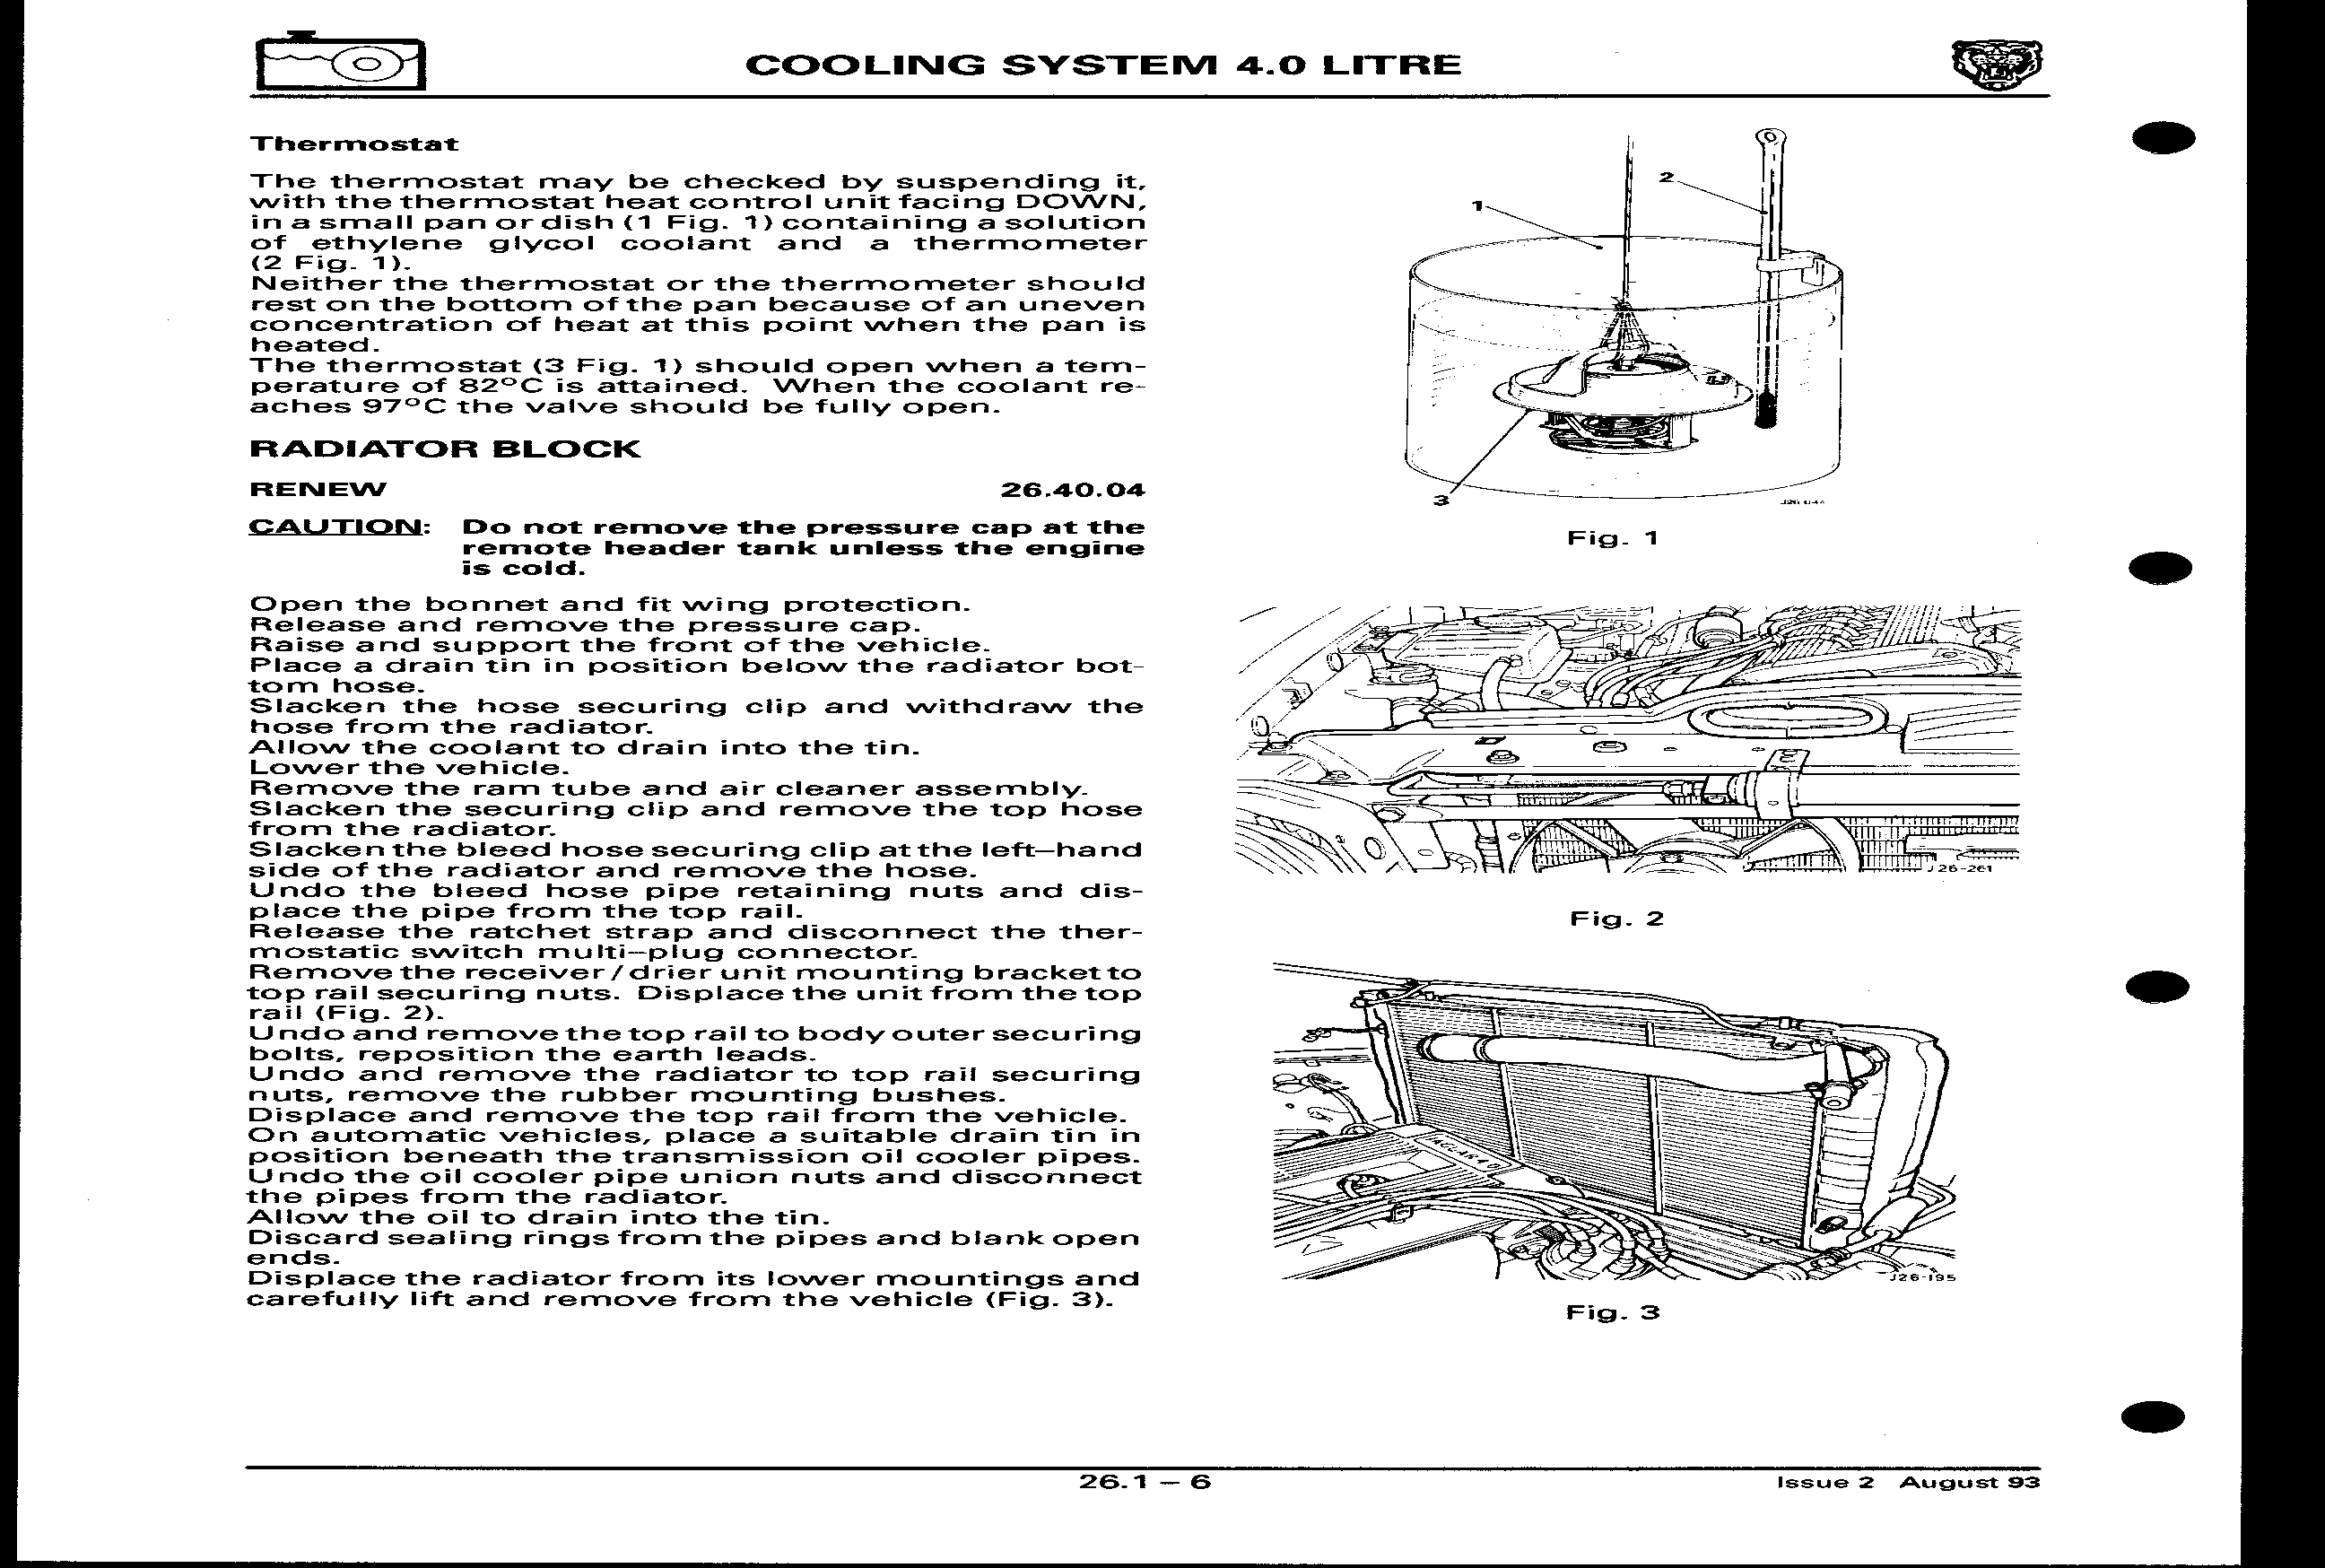 COOLING SYSTEM 4.0 LITRE
Thermostat
The thermostat may be checked by suspending it,
with the thermostat heat control unit facing DOWN,
in a small pan or dish (1 Fig. 1) containing a solution
of ethylene glycol coolant and a thermometer
(2 Fig. 1).
Neither the thermostat or the thermometer should
rest on the bottom of the pan because of an uneven
concentration of heat at this point when the pan is
heated.
The thermostat (3 Fig. 1) should open when a tem-
perature of 82°C is attained. When the coolant re-
aches 97°C the valve should be fully open.
RADIATOR BLOCK
RENEW 26.40.04
CAUTION: Do not remove the pressure cap at the
remote header tank unless the engine
is cold.
Open the bonnet and fit wing protection.
Release and remove the pressure cap.
Raise and support the front of the vehicle.
Place a drain tin in position below the radiator bot-
tom hose.
Slacken the hose securing clip and withdraw the
hose from the radiator.
Allow the coolant to drain into the tin.
Lower the vehicle.
Remove the ram tube and air cleaner assembly.
Slacken the securing clip and remove the top hose
from the radiator.
Slacken the bleed hose securing clip at the left–hand
side of the radiator and remove the hose.
Undo the bleed hose pipe retaining nuts and dis-
place the pipe from the top rail.
Release the ratchet strap and disconnect the ther-
mostatic switch multi–plug connector.
Remove the receiver/drier unit mounting bracket to
top rail securing nuts. Displace the unit from the top
rail (Fig. 2).
Undo and remove the top rail to body outer securing
bolts, reposition the earth leads.
Undo and remove the radiator to top rail securing
nuts, remove the rubber mounting bushes.
Displace and remove the top rail from the vehicle.
On automatic vehicles, place a suitable drain tin in
position beneath the transmission oil cooler pipes.
Undo the oil cooler pipe union nuts and disconnect
the pipes from the radiator.
Allow the oil to drain into the tin.
Discard sealing rings from the pipes and blank open
ends.
Displace the radiator from its lower mountings and
carefully lift and remove from the vehicle (Fig. 3).
1
2
3
J26-044
Fig. 1
J26-261
Fig. 2
JAGUAR 4.0
J26-195
Fig. 3
26.1 – 6
Issue 2 August 93